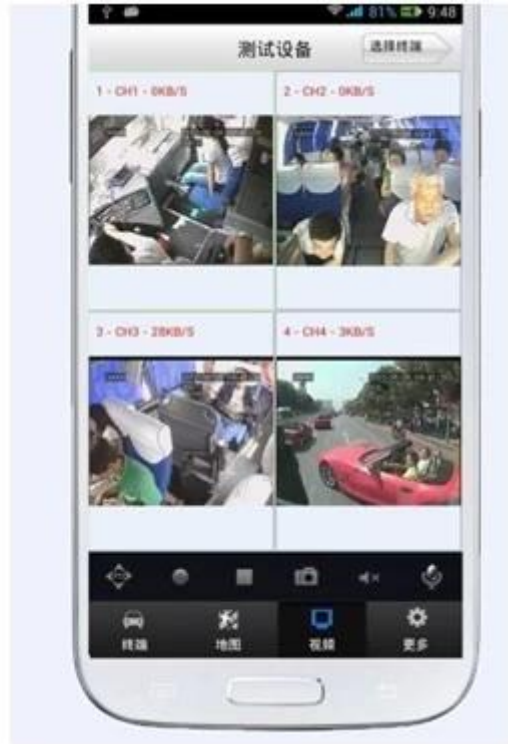 81% 9:48
测试设备 选择终端
1 - CH1 - 0KB/S
2 - CH2 - 0KB/S
3 - CH3 - 28KB/S
4 - CH4 - 3KB/S
终端 地图 视频 更多